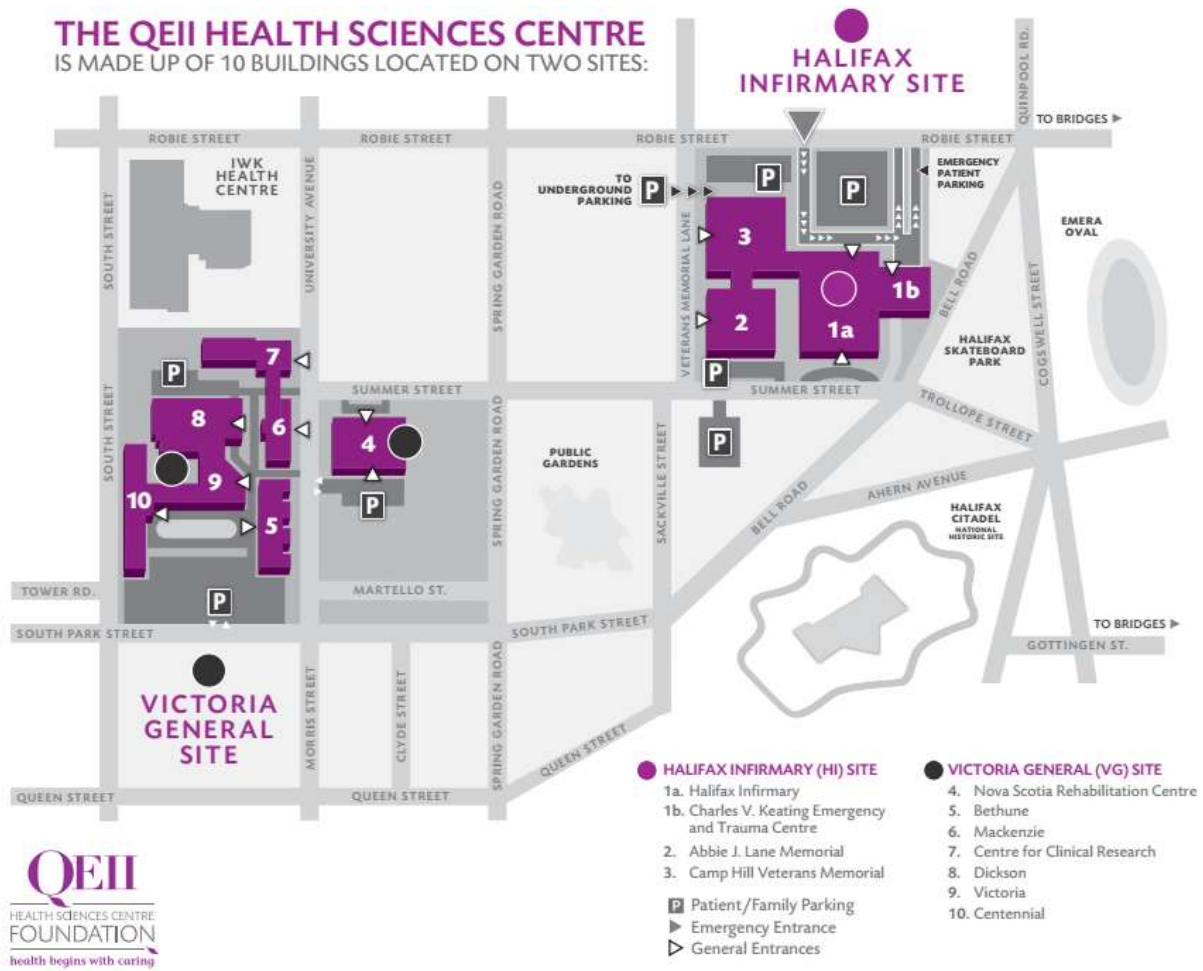 THE QEII HEALTH SCIENCES CENTRE
IS MADE UP OF 10 BUILDINGS LOCATED ON TWO SITES:
HALIFAX
INFIRMARY SITE
QUINPOOL RD.
TO BRIDGES
ROBIE STREET
ROBIE STREET
ROBIE STREET
ROBIE STREET
IWK
HEALTH
CENTRE
SOUTH STREET
UNIVERSITY AVENUE
SPRING GARDEN ROAD
TO
UNDERGROUND
PARKING
P
P
P
EMERGENCY
PATIENT
PARKING
VETERANS MEMORIAL LANE
3
2
1a
1b
BELL ROAD
EMERA
OVAL
COGSWELL STREET
HALIFAX
SKATEBOARD
PARK
P
SUMMER STREET
SUMMER STREET
TROLLOPE STREET
P
7
8
6
9
10
5
SOUTH STREET
4
P
SPRING GARDEN ROAD
PUBLIC
GARDENS
SACKVILLE STREET
P
BELL ROAD
AHERN AVENUE
HALIFAX
CITADEL
NATIONAL
HISTORIC SITE
TOWER RD.
P
MARTELLO ST.
SOUTH PARK STREET
SOUTH PARK STREET
TO BRIDGES
GOTTINGEN ST.
VICTORIA
GENERAL
SITE
MORRIS STREET
CLYDE STREET
SPRING GARDEN ROAD
QUEEN STREET
QUEEN STREET
QUEEN STREET
HALIFAX INFIRMARY (HI) SITE
1a. Halifax Infirmary
1b. Charles V. Keating Emergency
and Trauma Centre
2. Abbie J. Lane Memorial
3. Camp Hill Veterans Memorial
P Patient/Family Parking
Emergency Entrance
General Entrances
VICTORIA GENERAL (VG) SITE
4. Nova Scotia Rehabilitation Centre
5. Bethune
6. Mackenzie
7. Centre for Clinical Research
8. Dickson
9. Victoria
10. Centennial
QEII
HEALTH SCIENCES CENTRE
FOUNDATION
health begins with caring